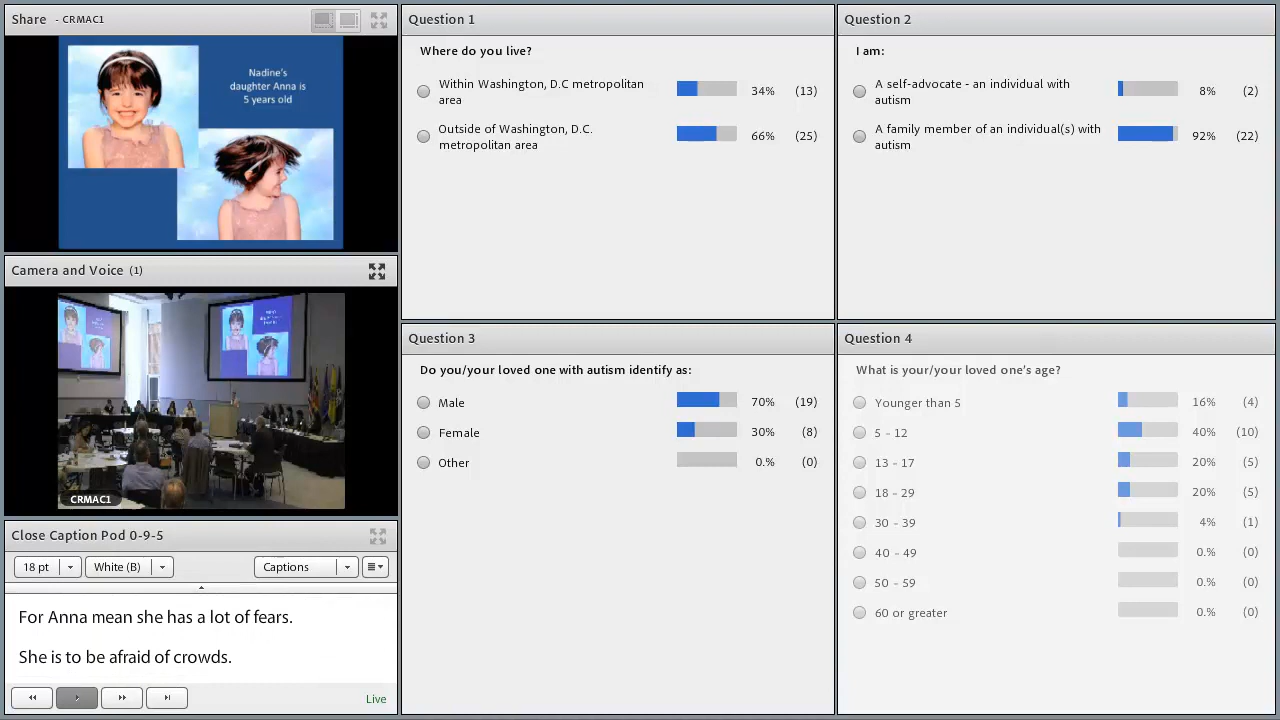 Share - CRMAC1
Nadine's
daughter Anna is
5 years old
Camera and Voice (1)
CRMAC1
Close Caption Pod 0-9-5
18 pt
White (B)
Captions
For Anna mean she has a lot of fears.
She is to be afraid of crowds.
Live
Question 1
Where do you live?
Within Washington, D.C metropolitan
area
34% (13)
Outside of Washington, D.C.
metropolitan area
66% (25)
Question 2
I am:
A self-advocate - an individual with
autism
8% (2)
A family member of an individual(s) with
autism
92% (22)
Question 3
Do you/your loved one with autism identify as:
Male 70% (19)
Female 30% (8)
Other 0.% (0)
Question 4
What is your/your loved one's age?
Younger than 5 16% (4)
5 - 12 40% (10)
13 - 17 20% (5)
18 - 29 20% (5)
30 - 39 4% (1)
40 - 49 0.% (0)
50 - 59 0.% (0)
60 or greater 0.% (0)